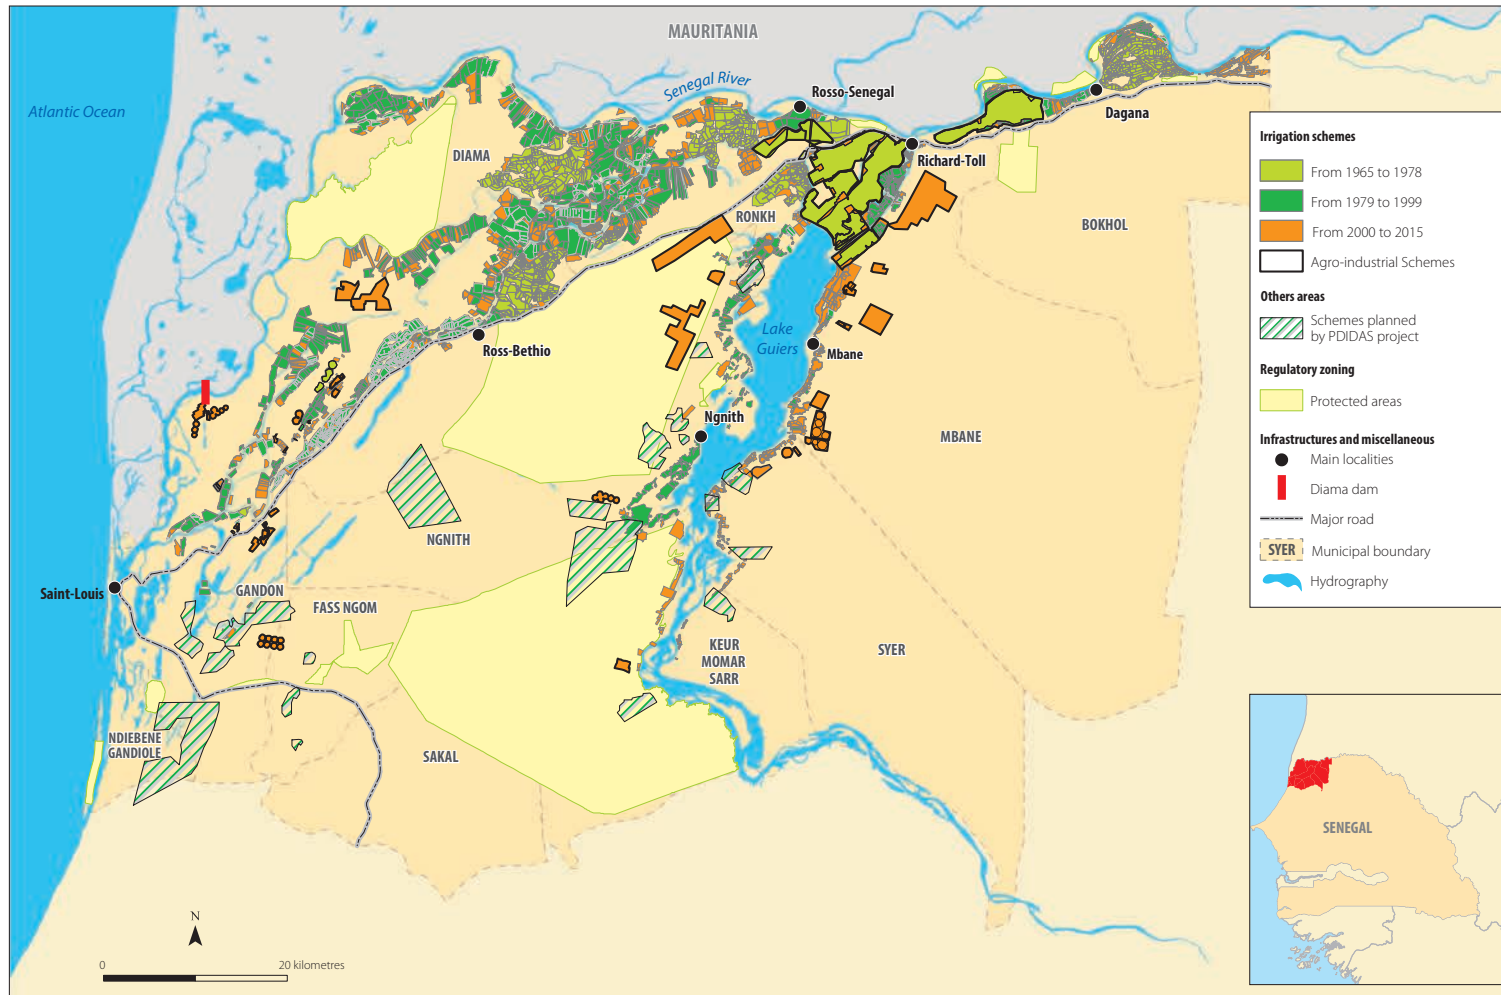 MAURITANIA
Senegal River
Rosso-Senegal
Atlantic Ocean
Dagana
DIAMA
Richard-Toll
RONKH
BOKHOL
Lake
Guiers
Ross-Bethio
Mbane
Ngnith
MBANE
NGNITH
Saint-Louis
GANDON
FASS NGOM
KEUR
MOMAR
SARR
SYER
NDIEBENE
GANDIOLE
SAKAL
N
0
20 kilometres
Irrigation schemes
From 1965 to 1978
From 1979 to 1999
From 2000 to 2015
Agro-industrial Schemes
Others areas
Schemes planned
by PDIDAS project
Regulatory zoning
Protected areas
Infrastructures and miscellaneous
Main localities
Diama dam
Major road
SYER Municipal boundary
Hydrography
SENEGAL